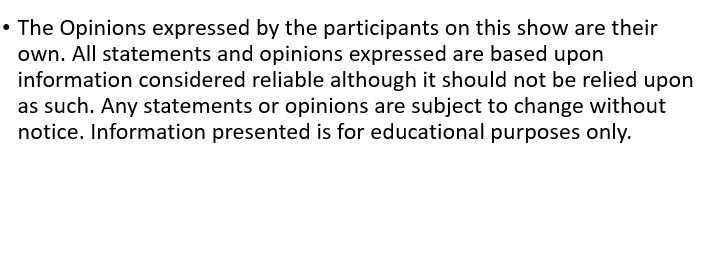 • The Opinions expressed by the participants on this show are their
own. All statements and opinions expressed are based upon
information considered reliable although it should not be relied upon
as such. Any statements or opinions are subject to change without
notice. Information presented is for educational purposes only.